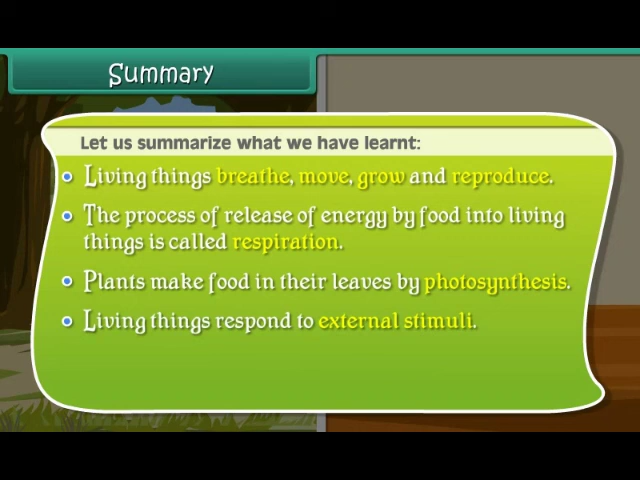 Summary
Let us summarize what we have learnt:
Living things breathe, move, grow and reproduce.
The process of release of energy by food into living
things is called respiration.
Plants make food in their leaves by photosynthesis.
Living things respond to external stimuli.